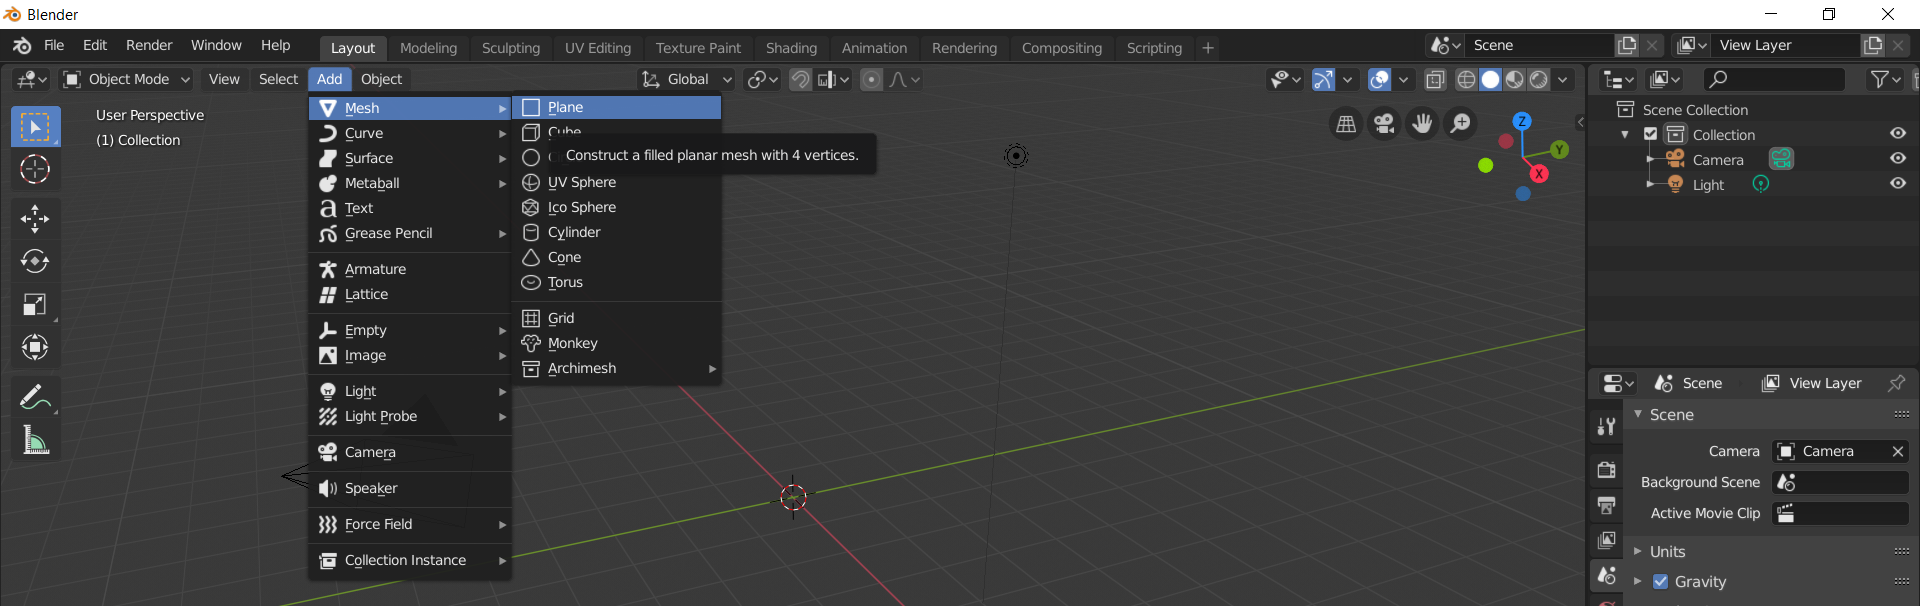 Blender
File Edit Render Window Help Layout Modeling Sculpting UV Editing Texture Paint Shading Animation Rendering Compositing Scripting + Scene View Layer
Object Mode View Select Add Object Global
User Perspective
(1) Collection
Mesh
Curve
Surface
Metaball
Text
Grease Pencil
Armature
Lattice
Empty
Image
Light
Light Probe
Camera
Speaker
Force Field
Collection Instance
Plane
Cube
Construct a filled planar mesh with 4 vertices.
UV Sphere
Ico Sphere
Cylinder
Cone
Torus
Grid
Monkey
Archimesh
Z
Y
X
Scene Collection
Collection
Camera
Light
Scene View Layer
Scene
Camera Camera
Background Scene
Active Movie Clip
Units
Gravity